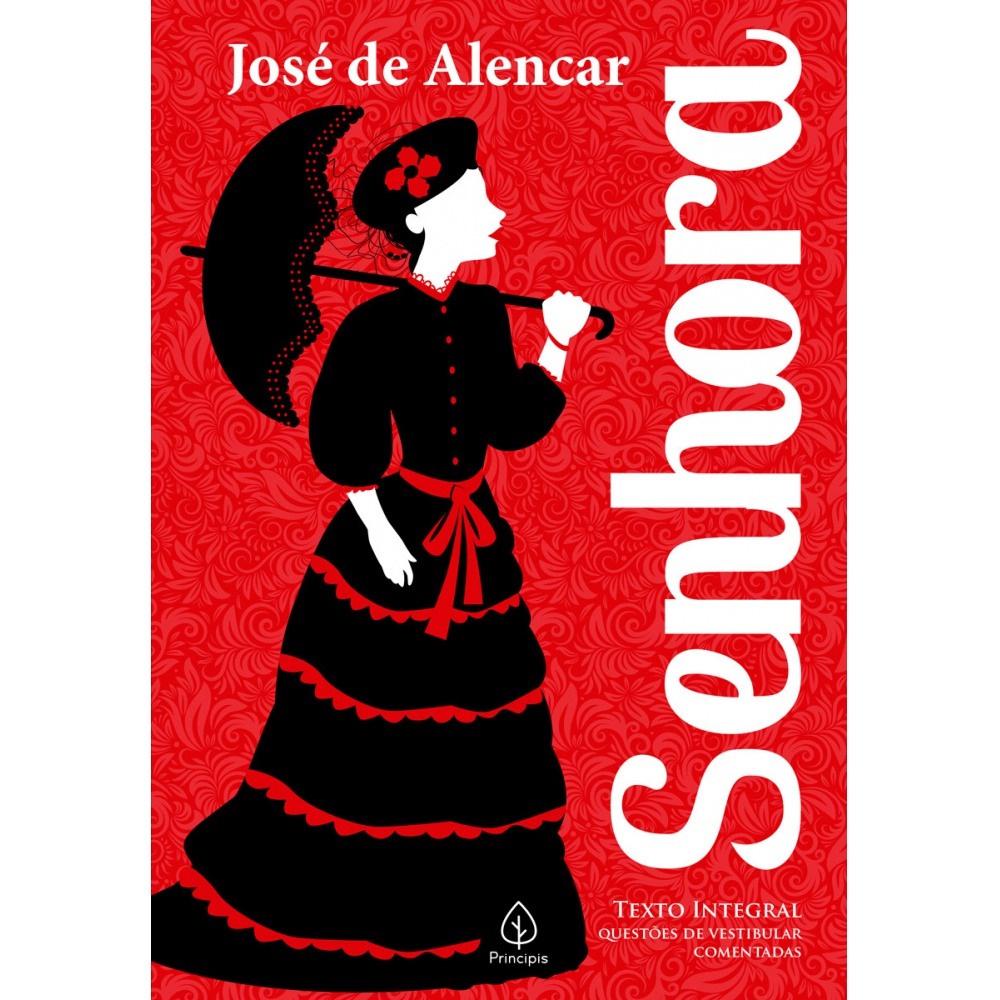 José de Alencar
Senhora
TEXTO INTEGRAL
QUESTÕES DE VESTIBULAR
COMENTADAS
Principis